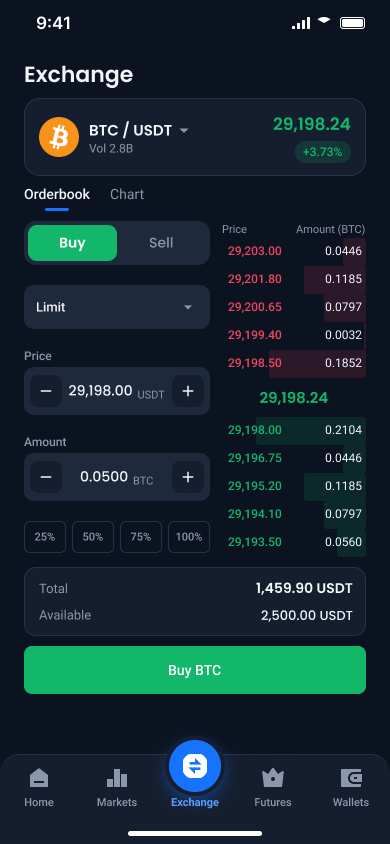 9:41
Exchange
BTC / USDT
29,198.24
Vol 2.8B
+3.73%
Orderbook
Chart
Buy
Sell
Limit
Price
29,198.00 USDT
Amount
0.0500 BTC
25%
50%
75%
100%
Price
Amount (BTC)
29,203.00 0.0446
29,201.80 0.1185
29,200.65 0.0797
29,199.40 0.0032
29,198.50 0.1852
29,198.24
29,198.00 0.2104
29,196.75 0.0446
29,195.20 0.1185
29,194.10 0.0797
29,193.50 0.0560
Total 1,459.90 USDT
Available 2,500.00 USDT
Buy BTC
Home
Markets
Exchange
Futures
Wallets